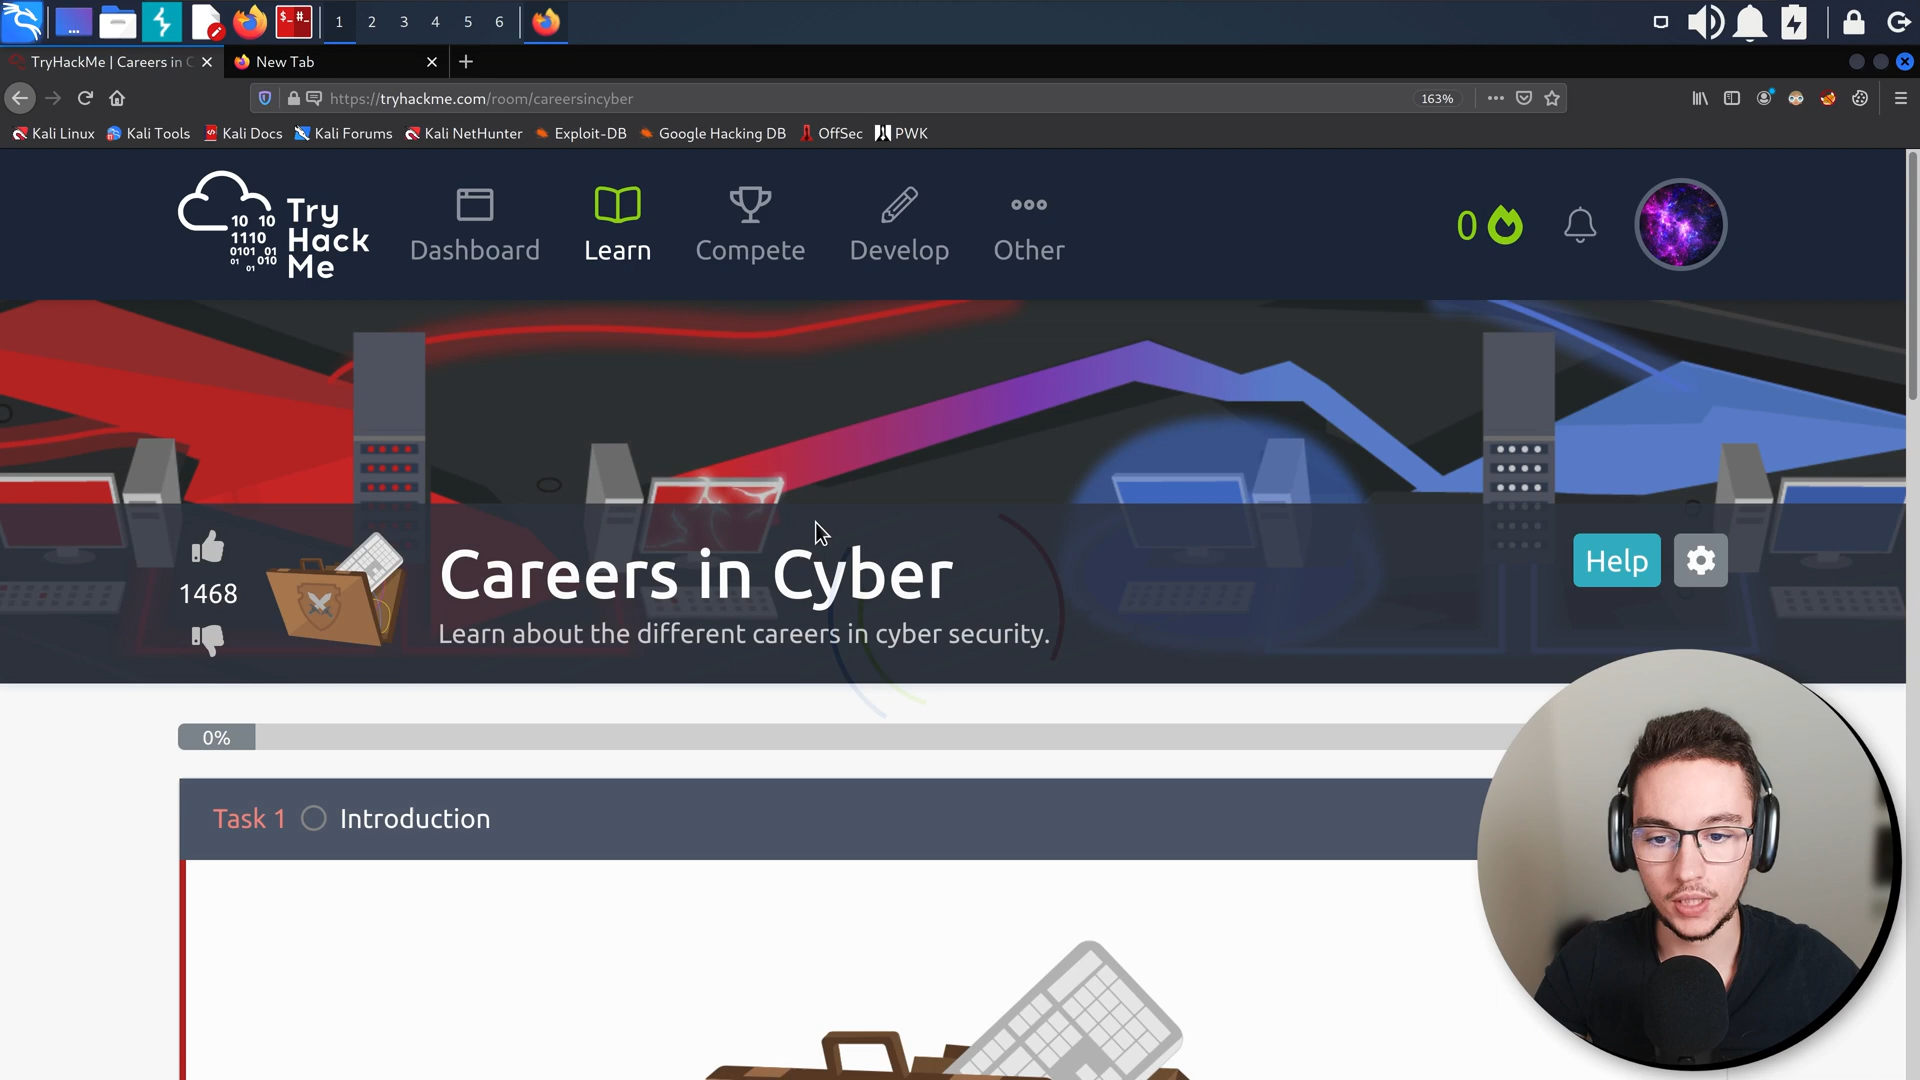 1 2 3 4 5 6
TryHackMe | Careers in C
New Tab
https://tryhackme.com/room/careersincyber
163%
Kali Linux Kali Tools Kali Docs Kali Forums Kali NetHunter Exploit-DB Google Hacking DB OffSec PWK
10 10
1110
0101 01
01 010
01
Try
Hack
Me
Dashboard Learn Compete Develop Other
0
Careers in Cyber
Learn about the different careers in cyber security.
1468
Help
0%
Task 1 Introduction